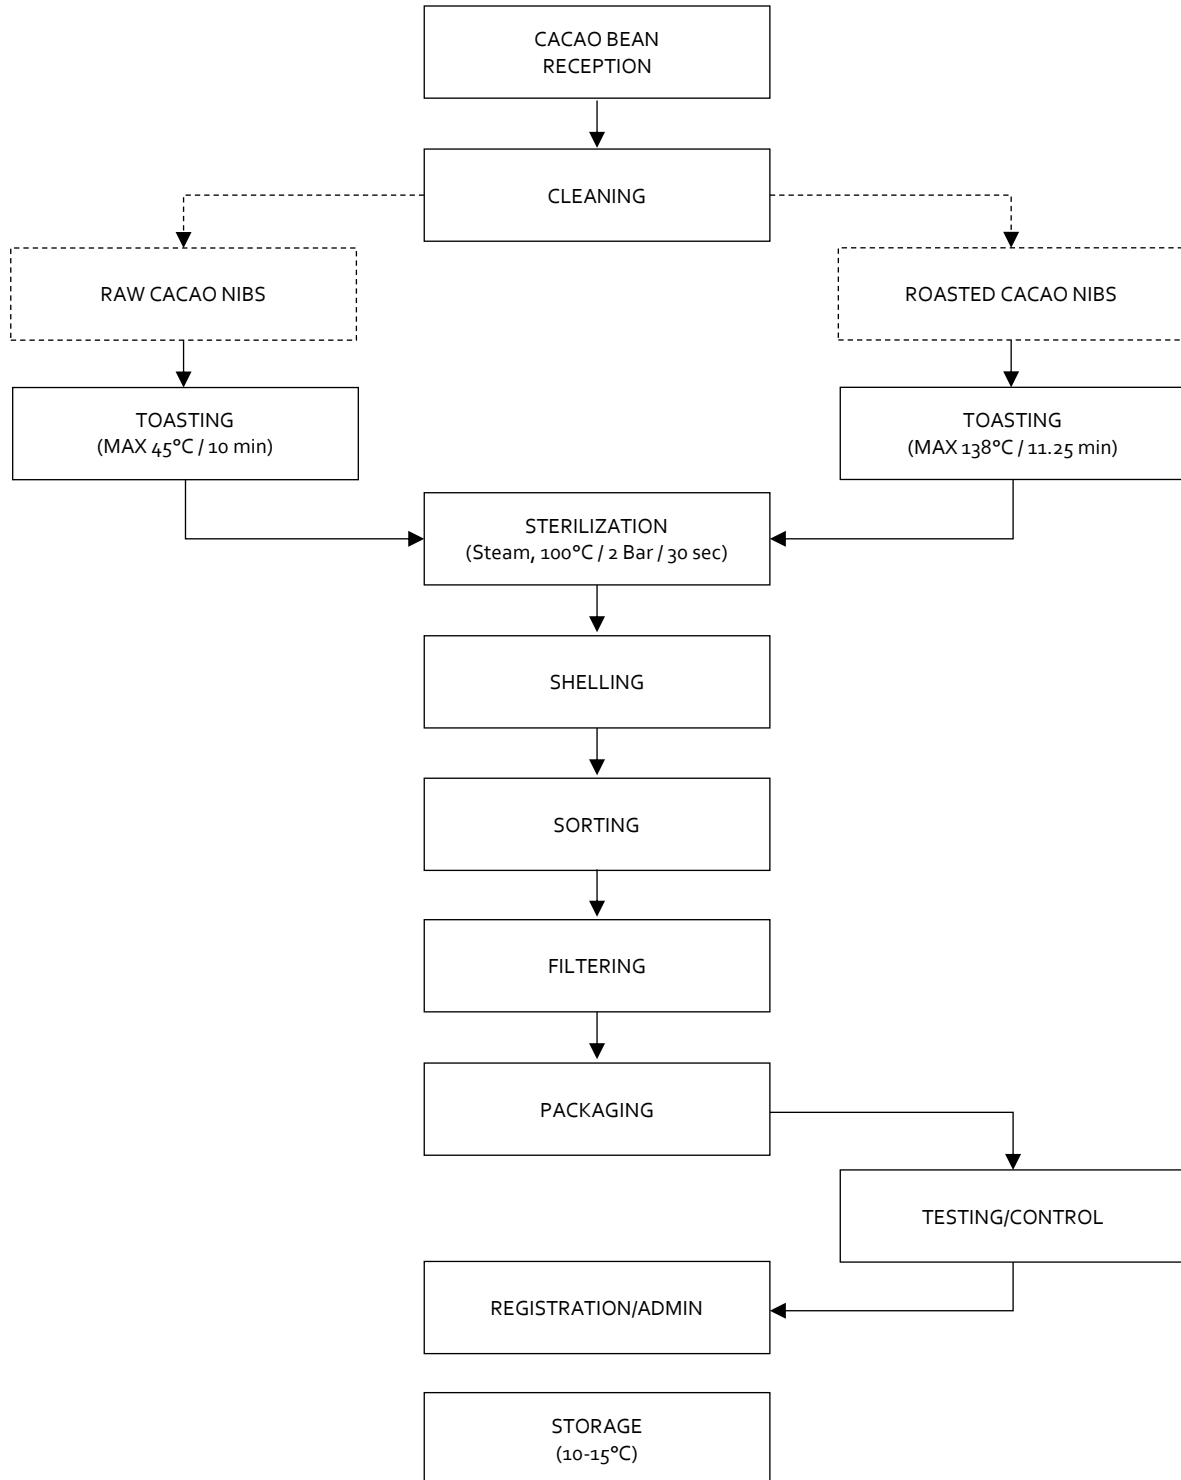 CACAO BEAN
RECEPTION
CLEANING
RAW CACAO NIBS
ROASTED CACAO NIBS
TOASTING
(MAX 45°C / 10 min)
TOASTING
(MAX 138°C / 11.25 min)
STERILIZATION
(Steam, 100°C / 2 Bar / 30 sec)
SHELLING
SORTING
FILTERING
PACKAGING
TESTING/CONTROL
REGISTRATION/ADMIN
STORAGE
(10-15°C)